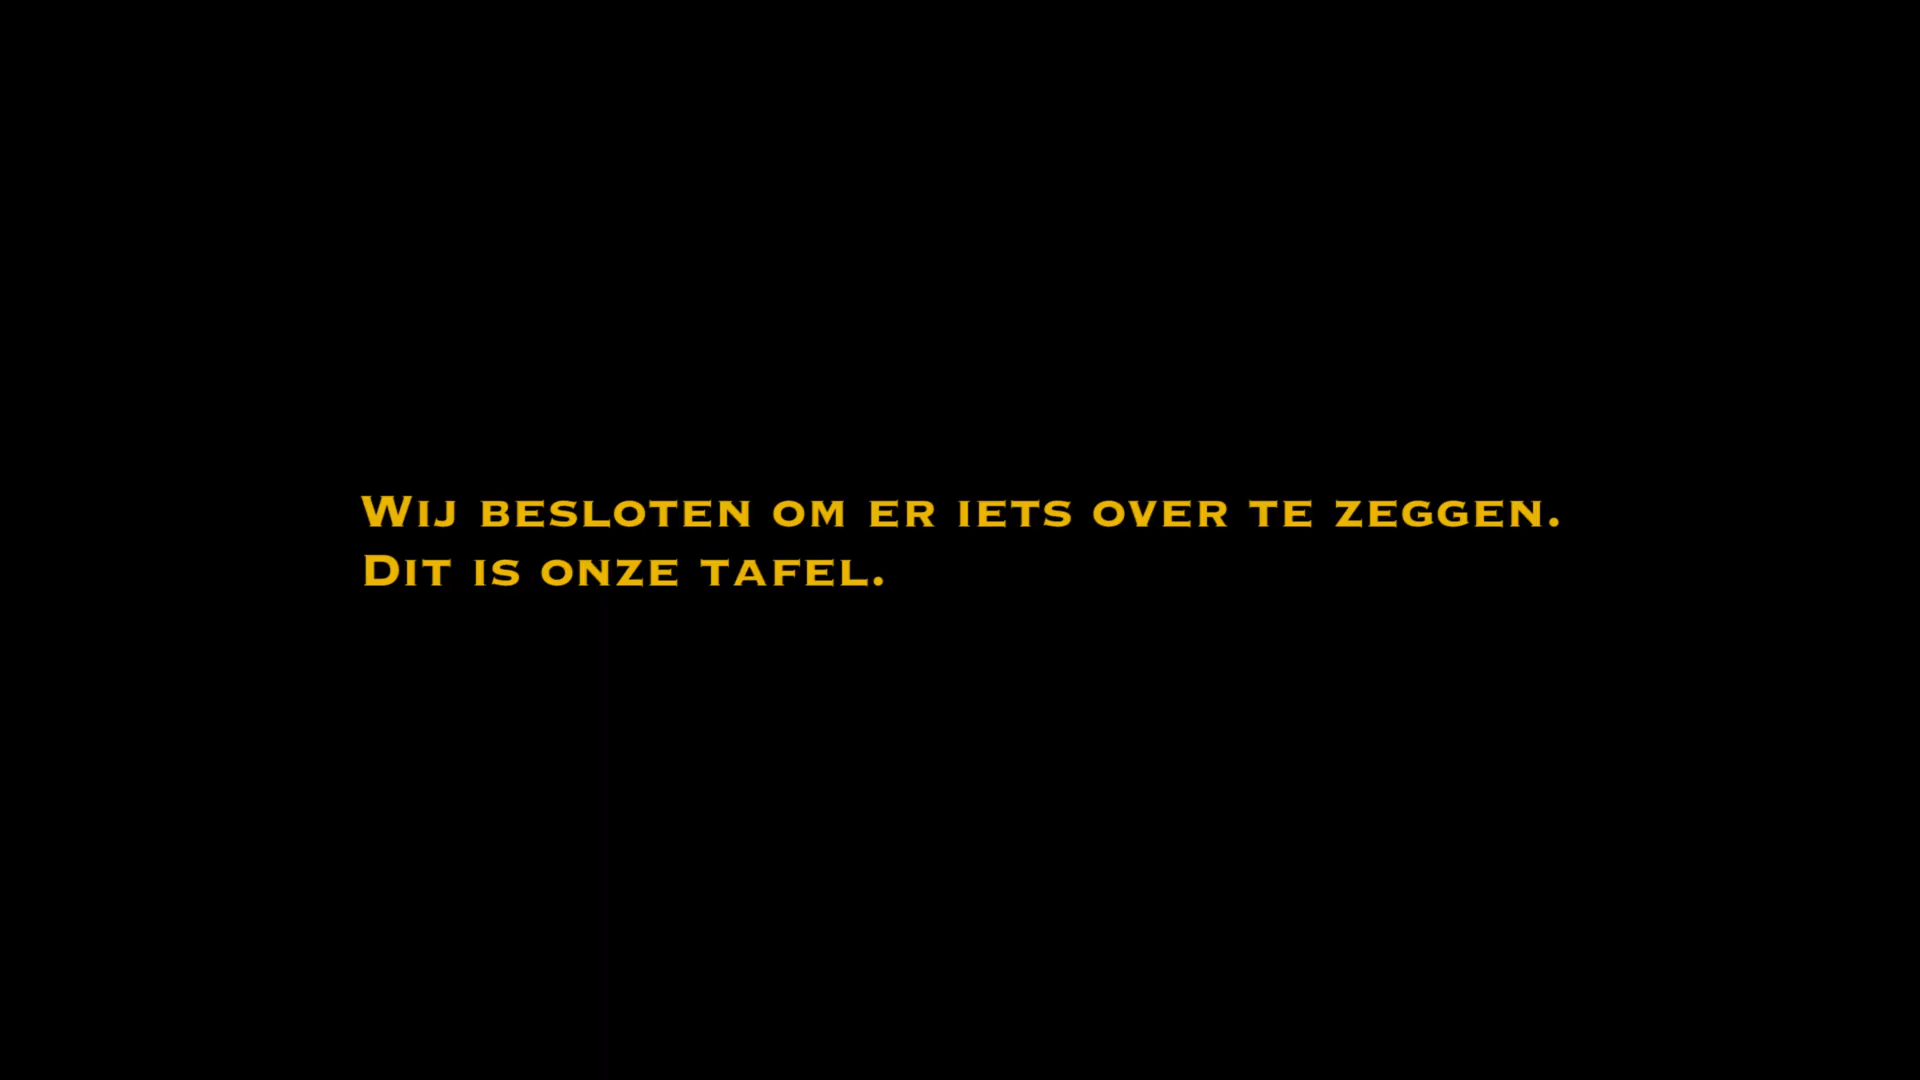 Wij besloten om er iets over te zeggen.
Dit is onze tafel.